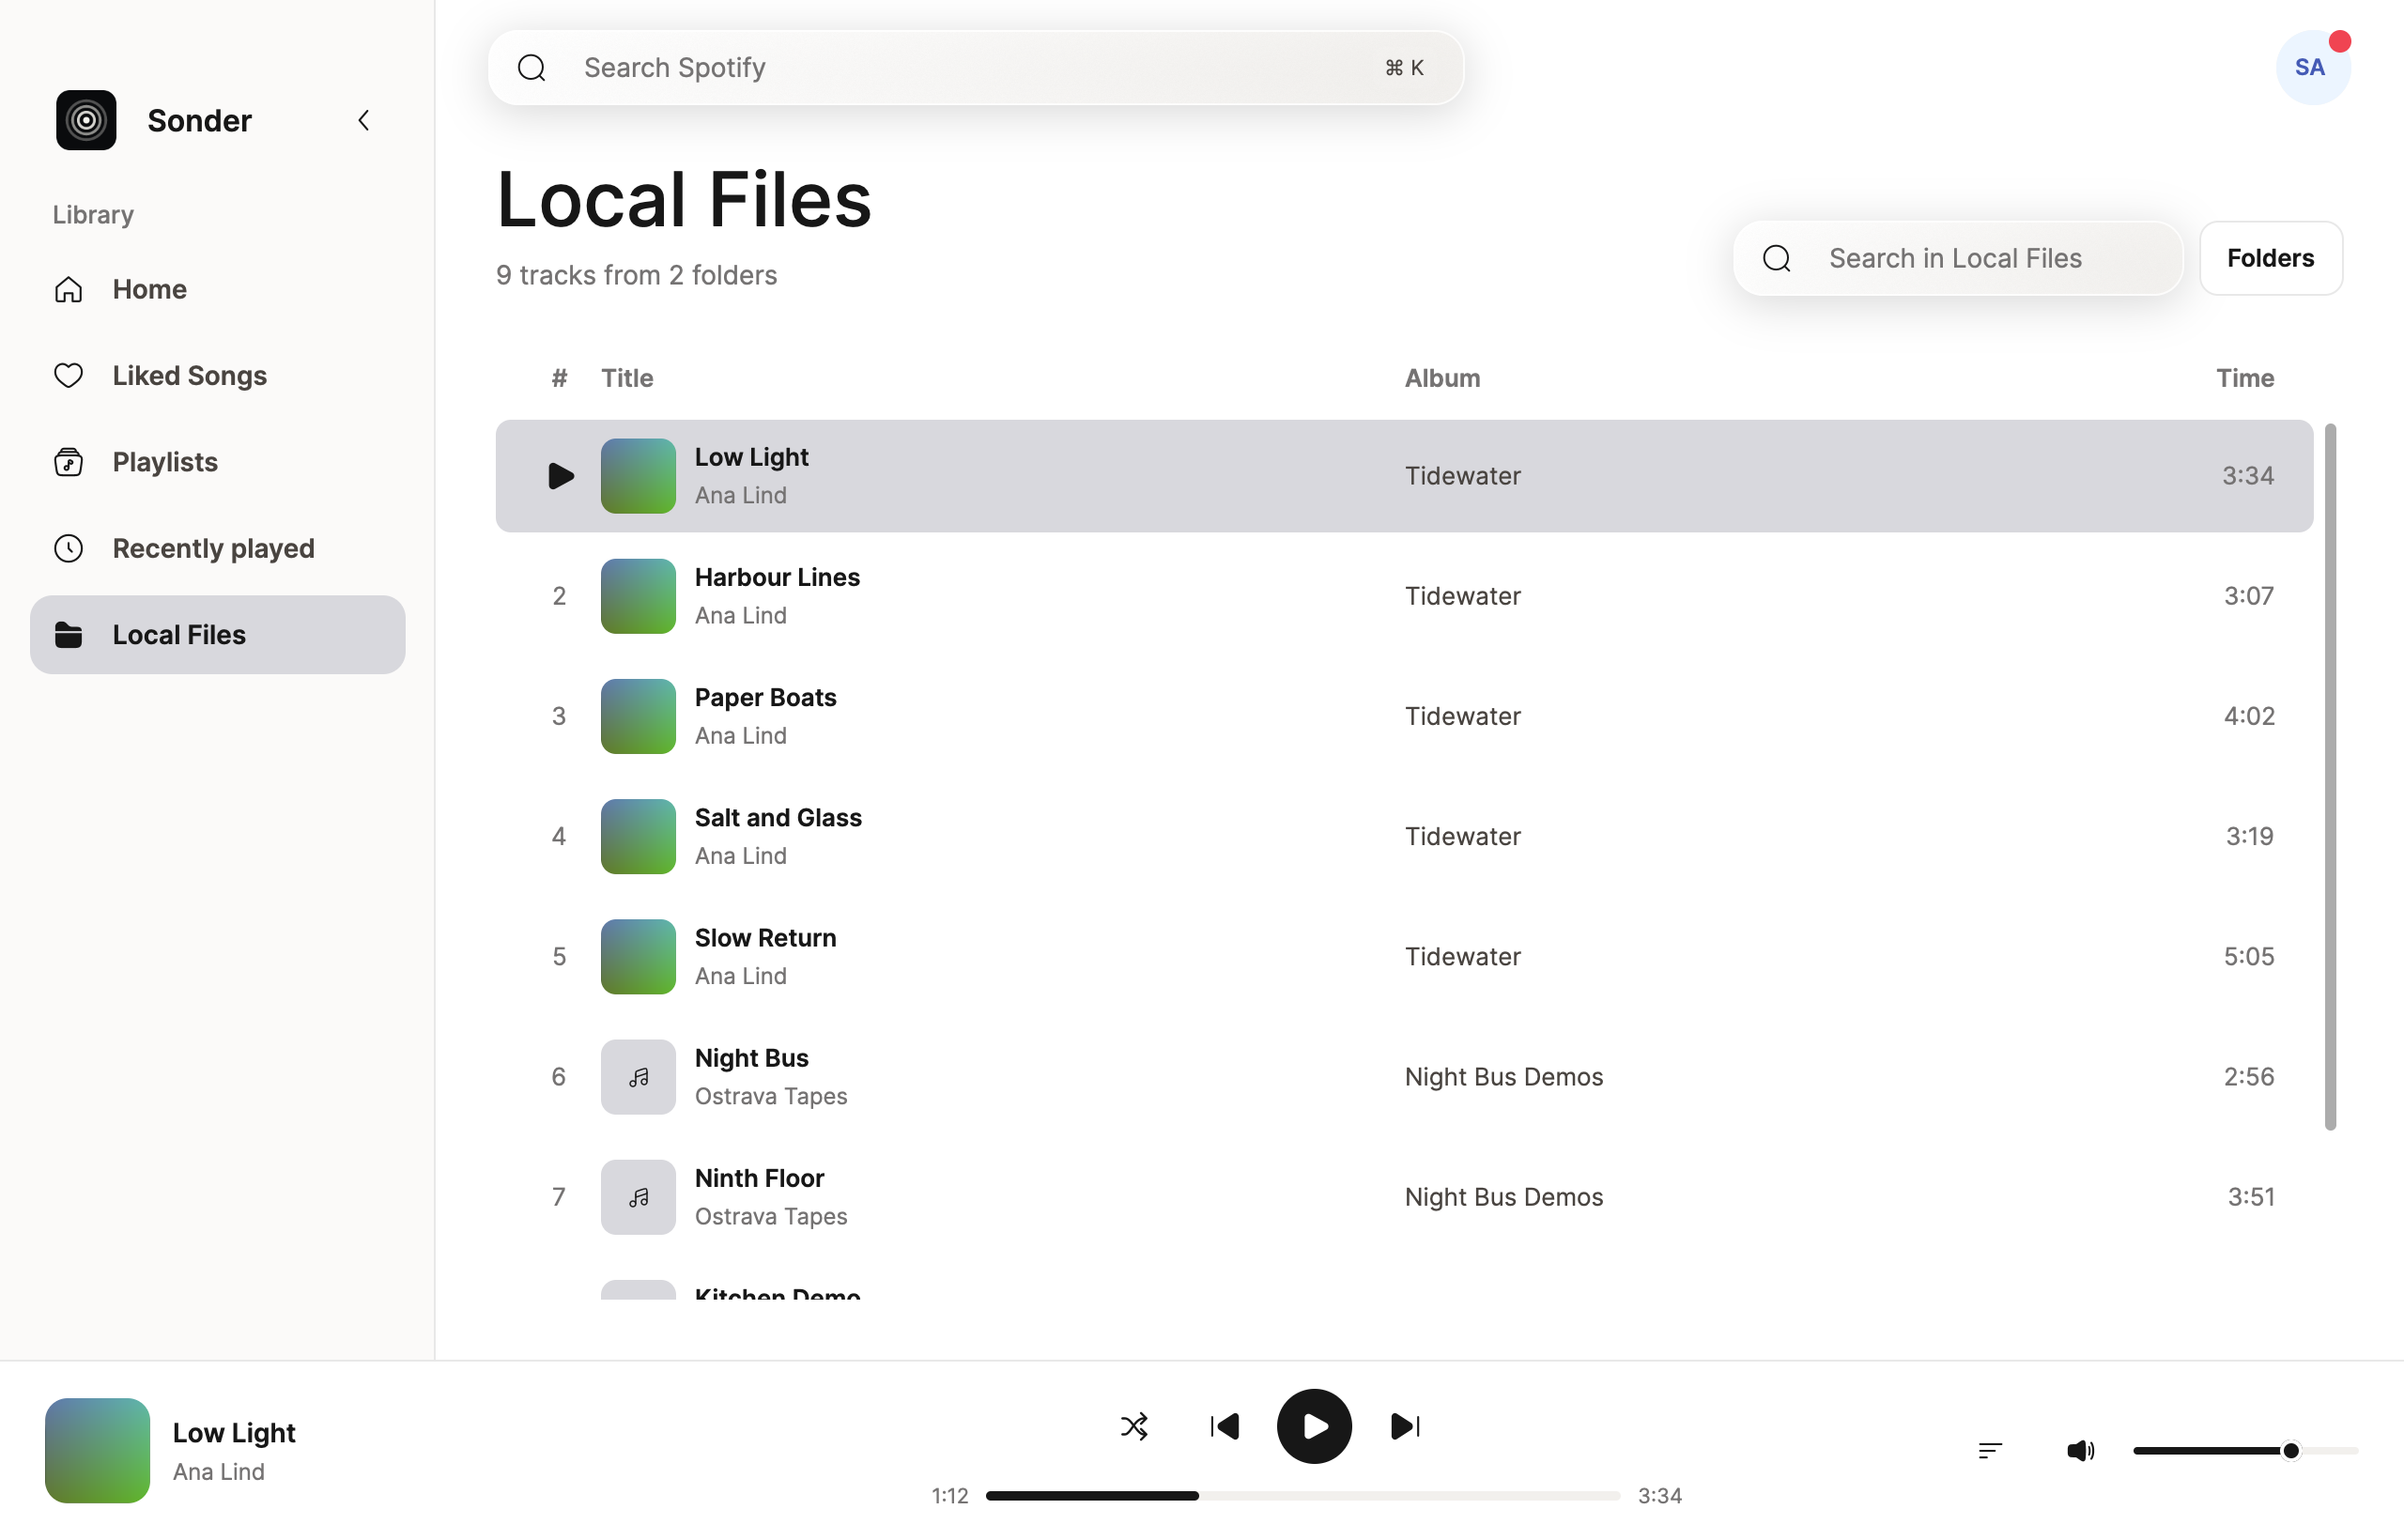 Search Spotify
⌘ K
SA
Sonder
Library
Home
Liked Songs
Playlists
Recently played
Local Files
Local Files
9 tracks from 2 folders
Search in Local Files
Folders
# Title Album Time
Low Light
Ana Lind
Tidewater
3:34
2
Harbour Lines
Ana Lind
Tidewater
3:07
3
Paper Boats
Ana Lind
Tidewater
4:02
4
Salt and Glass
Ana Lind
Tidewater
3:19
5
Slow Return
Ana Lind
Tidewater
5:05
6
Night Bus
Ostrava Tapes
Night Bus Demos
2:56
7
Ninth Floor
Ostrava Tapes
Night Bus Demos
3:51
Kitchen Demo
Low Light
Ana Lind
1:12
3:34